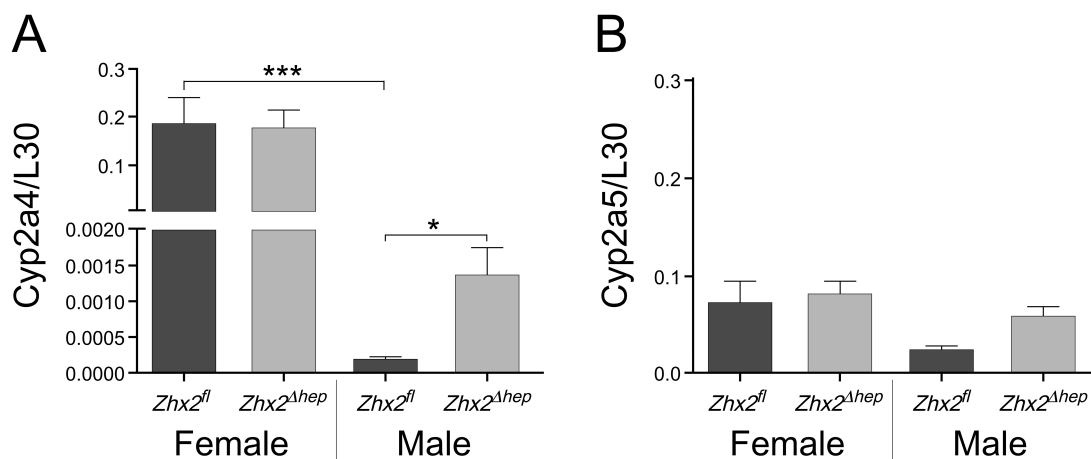 A
Cyp2a4/L30
0.3
0.2
0.1
0.0020
0.0015
0.0010
0.0005
0.0000
***
*
Zhx2fl Zhx2Δhep Zhx2fl Zhx2Δhep
Female Male
B
Cyp2a5/L30
0.3
0.2
0.1
0.0
Zhx2fl Zhx2Δhep Zhx2fl Zhx2Δhep
Female Male